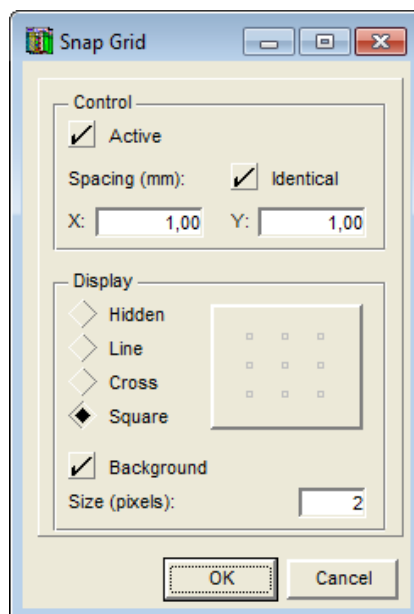 Snap Grid
Control
Active
Spacing (mm): Identical
X: 1,00 Y: 1,00
Display
Hidden
Line
Cross
Square
Background
Size (pixels): 2
OK Cancel